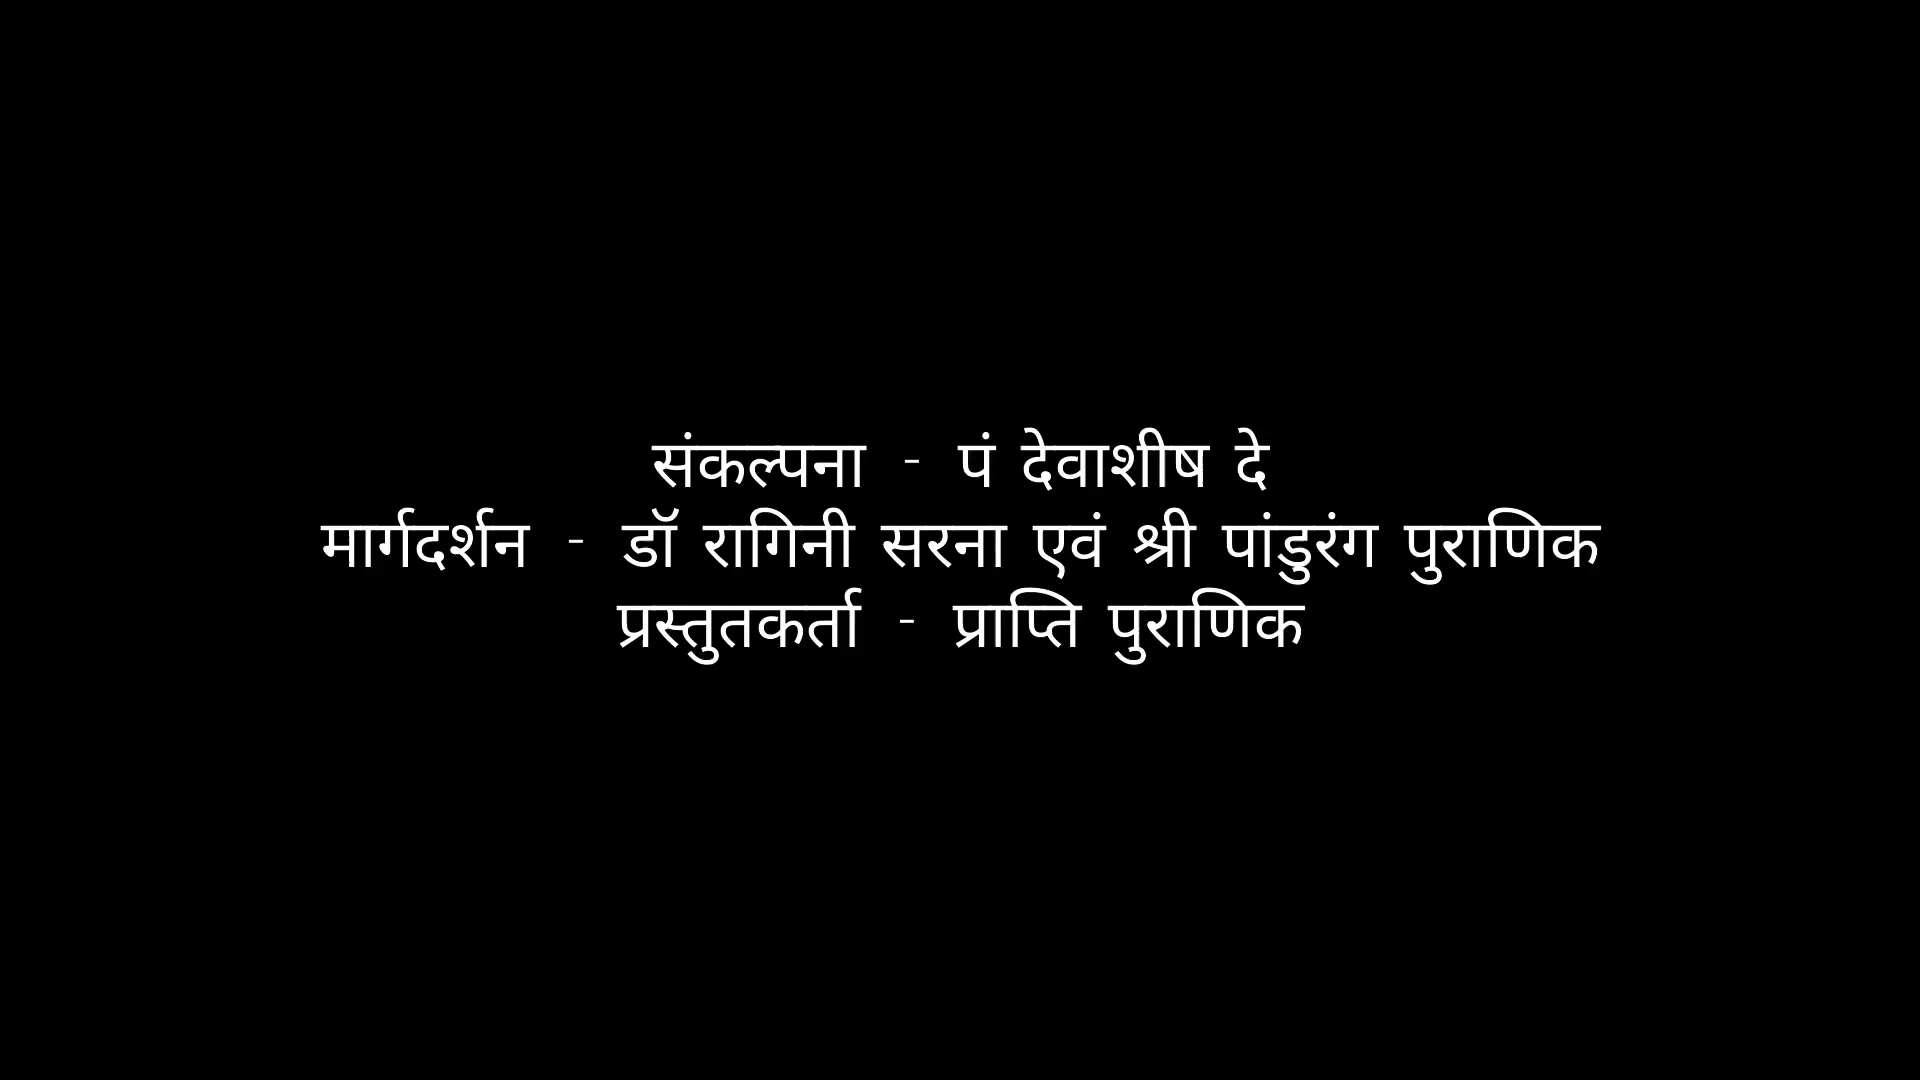 संकल्पना - पं देवाशीष दे
मार्गदर्शन - डॉ रागिनी सरना एवं श्री पांडुरंग पुराणिक
प्रस्तुतकर्ता - प्राप्ति पुराणिक